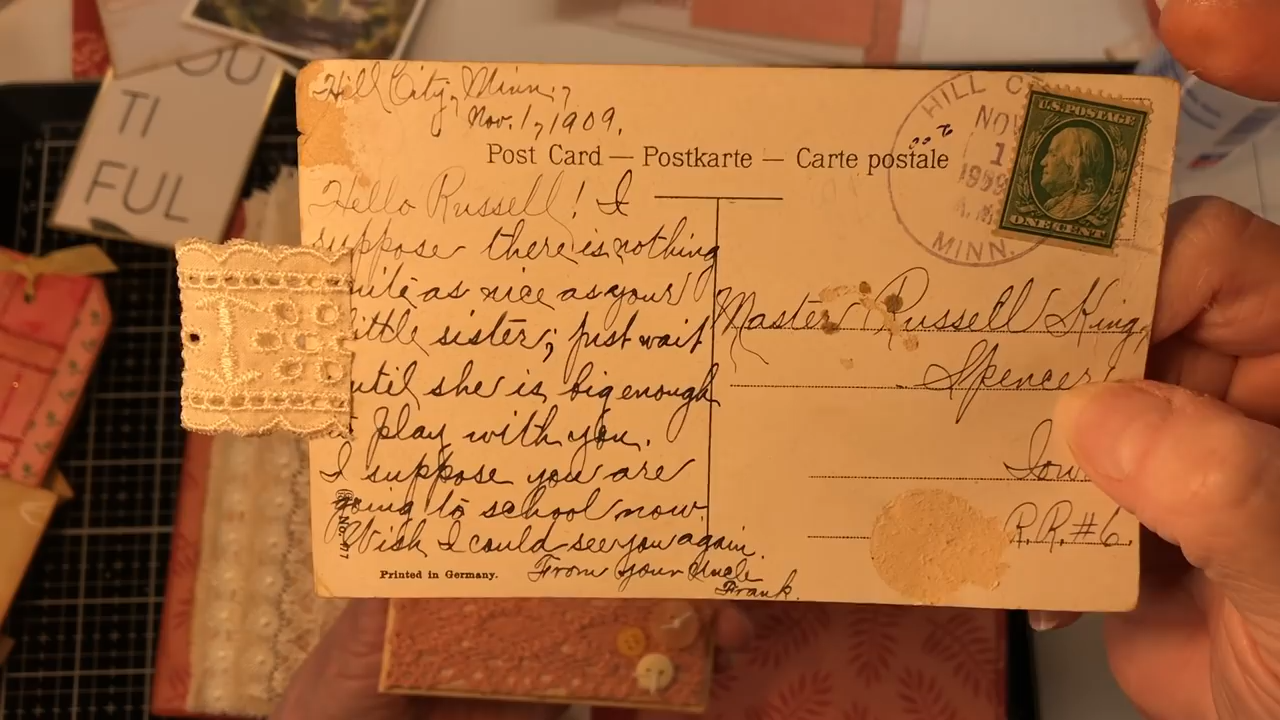 OU
TI
FUL
Hill City, Minn.,
Nov. 1, 1909.
Post Card — Postkarte — Carte postale
HILL
NOV
1
1909
A.M.
MINN.
U.S. POSTAGE
ONE CENT
Hello Russell! I
suppose there is nothing
quite as nice as your
little sister; just wait
until she is big enough
to play with you.
I suppose you are
going to school now.
Wish I could see you again.
From Your Uncle
Frank.
Master Russell King,
Spencer,
Iow
R.R.#6.
Printed in Germany.